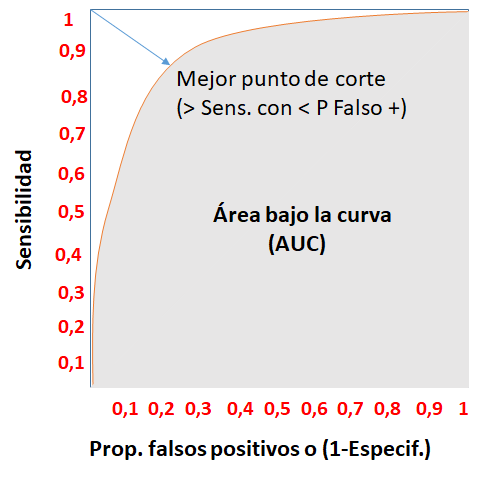 1
0,9
0,8
0,7
0,6
0,5
0,4
0,3
0,2
0,1
Sensibilidad
Mejor punto de corte
(> Sens. con < P Falso +)
Área bajo la curva
(AUC)
0,1 0,2 0,3 0,4 0,5 0,6 0,7 0,8 0,9 1
Prop. falsos positivos o (1-Especif.)